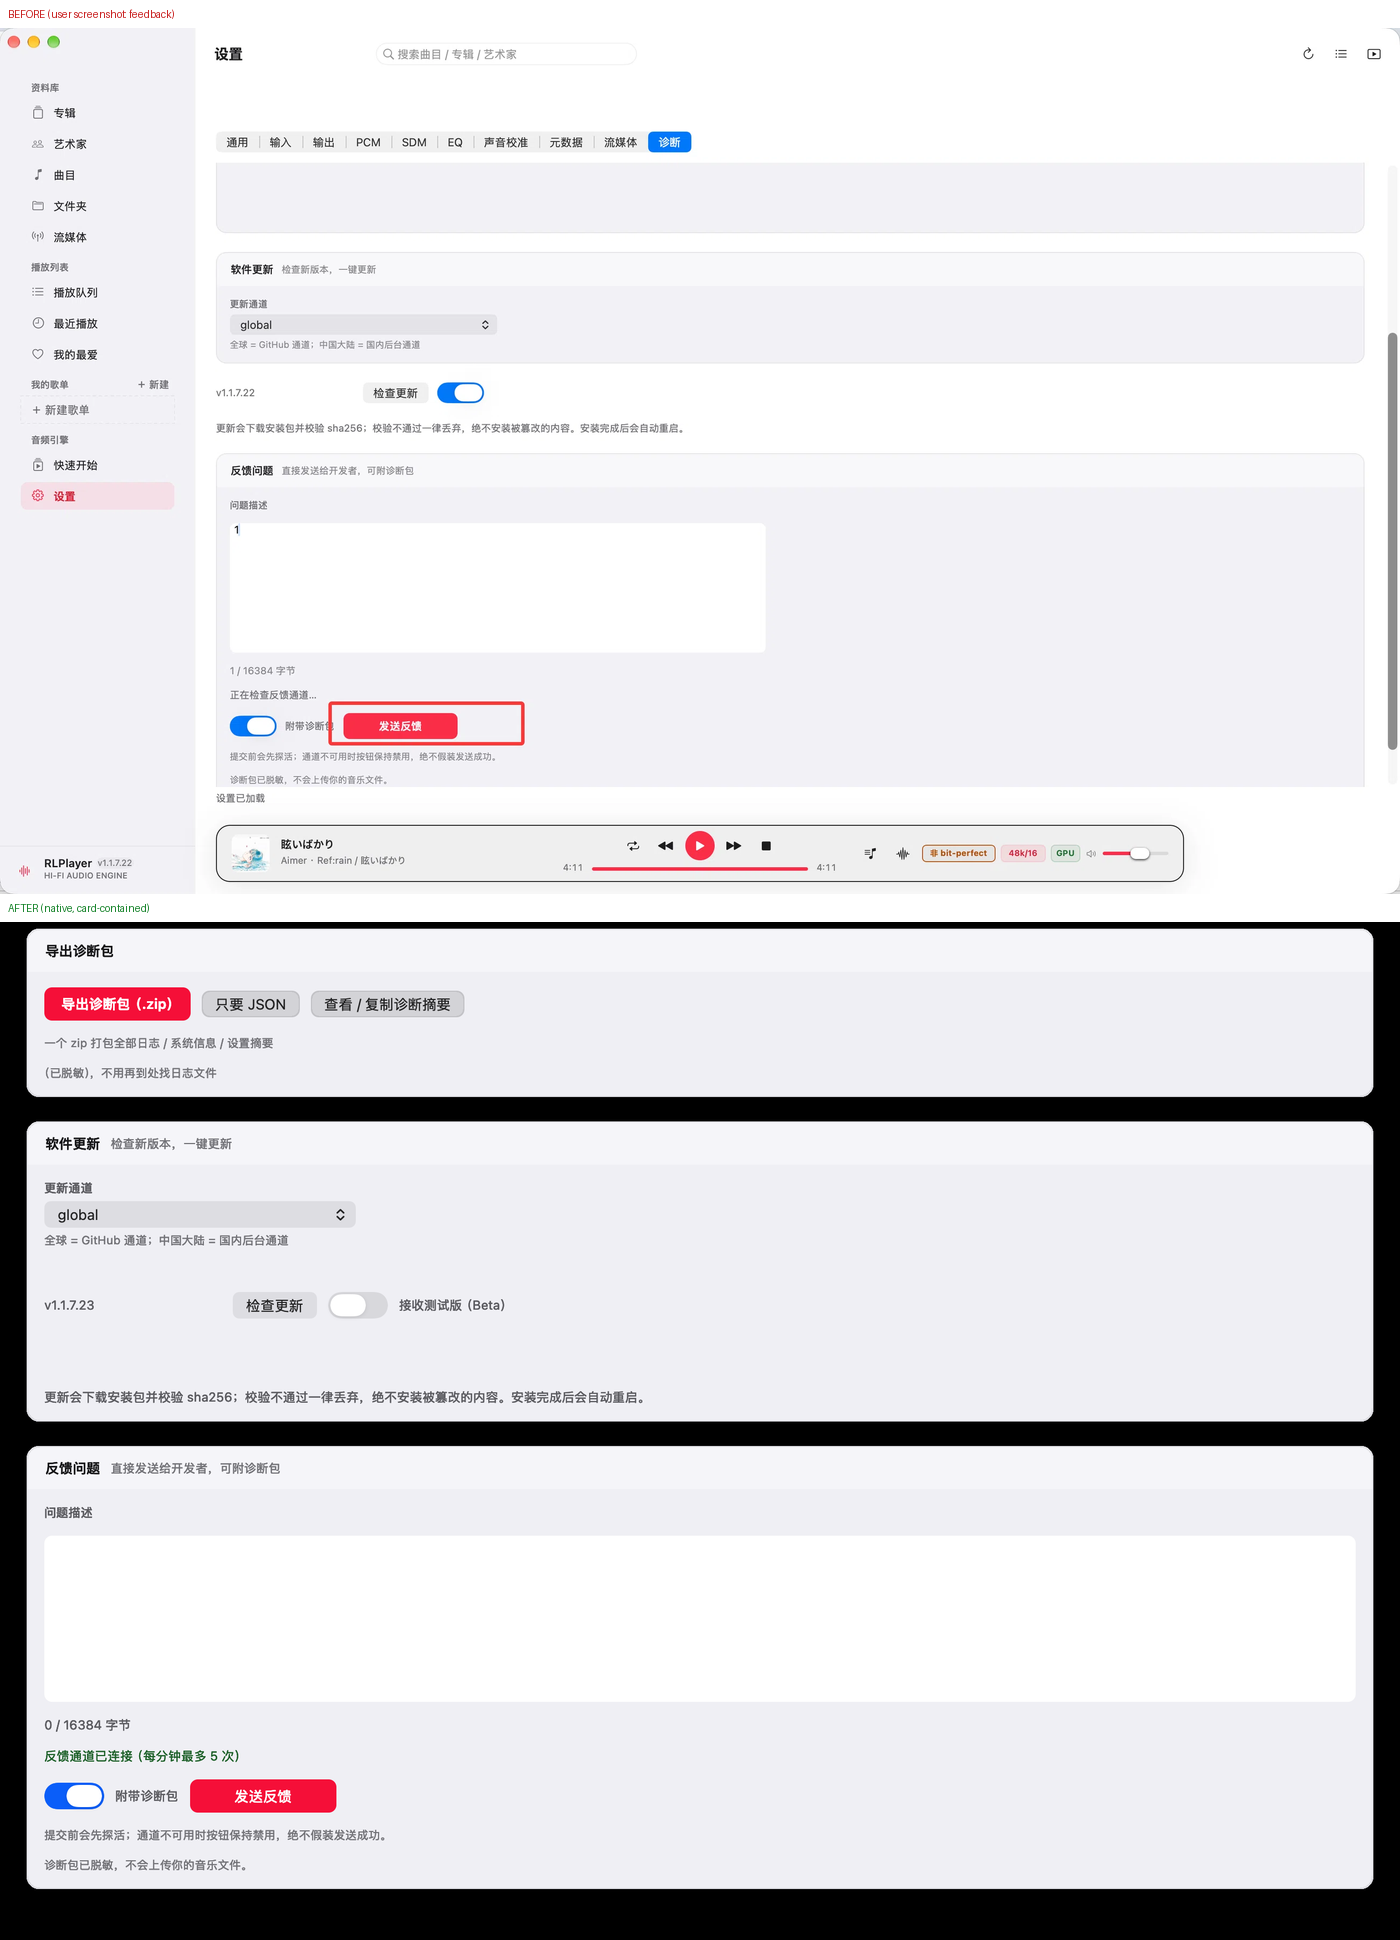 BEFORE (user screenshot feedback)
设置
搜索曲目 / 专辑 / 艺术家
资料库
专辑
艺术家
曲目
文件夹
流媒体
播放列表
播放队列
最近播放
我的最爱
我的歌单 + 新建
+ 新建歌单
音频引擎
快速开始
设置
RLPlayer v1.1.7.22
HI-FI AUDIO ENGINE
通用 输入 输出 PCM SDM EQ 声音校准 元数据 流媒体 诊断
软件更新 检查新版本，一键更新
更新通道
global
全球 = GitHub 通道；中国大陆 = 国内后台通道
v1.1.7.22 检查更新
更新会下载安装包并校验 sha256；校验不通过一律丢弃，绝不安装被篡改的内容。安装完成后会自动重启。
反馈问题 直接发送给开发者，可附诊断包
问题描述
1
1 / 16384 字节
正在检查反馈通道...
附带诊断包 发送反馈
提交前会先探活；通道不可用时按钮保持禁用，绝不假装发送成功。
诊断包已脱敏，不会上传你的音乐文件。
设置已加载
眩いばかり
Aimer · Ref:rain / 眩いばかり
4:11 4:11
bit-perfect 48k/16 GPU
AFTER (native, card-contained)
导出诊断包
导出诊断包（.zip） 只要 JSON 查看 / 复制诊断摘要
一个 zip 打包全部日志 / 系统信息 / 设置摘要
（已脱敏），不用再到处找日志文件
软件更新 检查新版本，一键更新
更新通道
global
全球 = GitHub 通道；中国大陆 = 国内后台通道
v1.1.7.23 检查更新 接收测试版（Beta）
更新会下载安装包并校验 sha256；校验不通过一律丢弃，绝不安装被篡改的内容。安装完成后会自动重启。
反馈问题 直接发送给开发者，可附诊断包
问题描述
0 / 16384 字节
反馈通道已连接（每分钟最多 5 次）
附带诊断包 发送反馈
提交前会先探活；通道不可用时按钮保持禁用，绝不假装发送成功。
诊断包已脱敏，不会上传你的音乐文件。